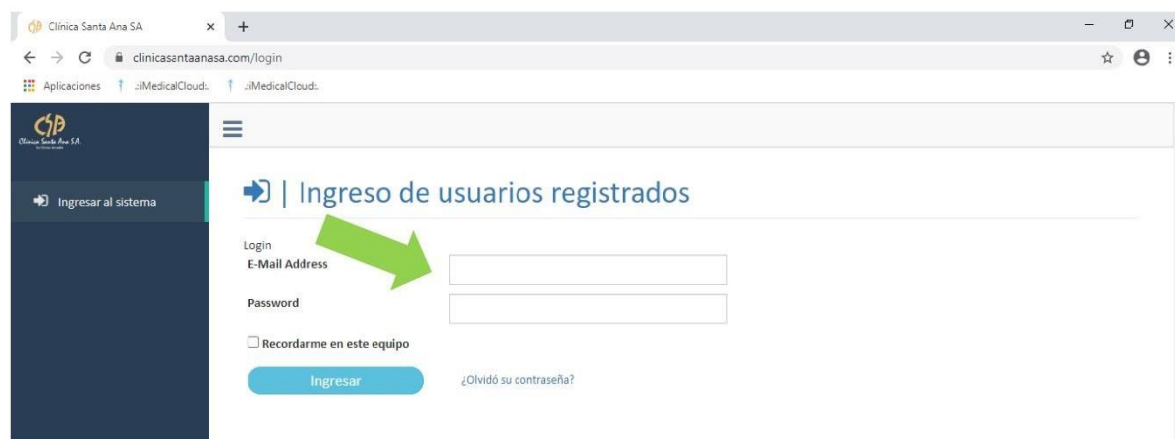 Clínica Santa Ana SA
clinicasantaanasa.com/login
Aplicaciones .:iMedicalCloud:. .:iMedicalCloud:.
CSA
Clínica Santa Ana S.A.
Ingresar al sistema
| Ingreso de usuarios registrados
Login
E-Mail Address
Password
Recordarme en este equipo
Ingresar ¿Olvidó su contraseña?